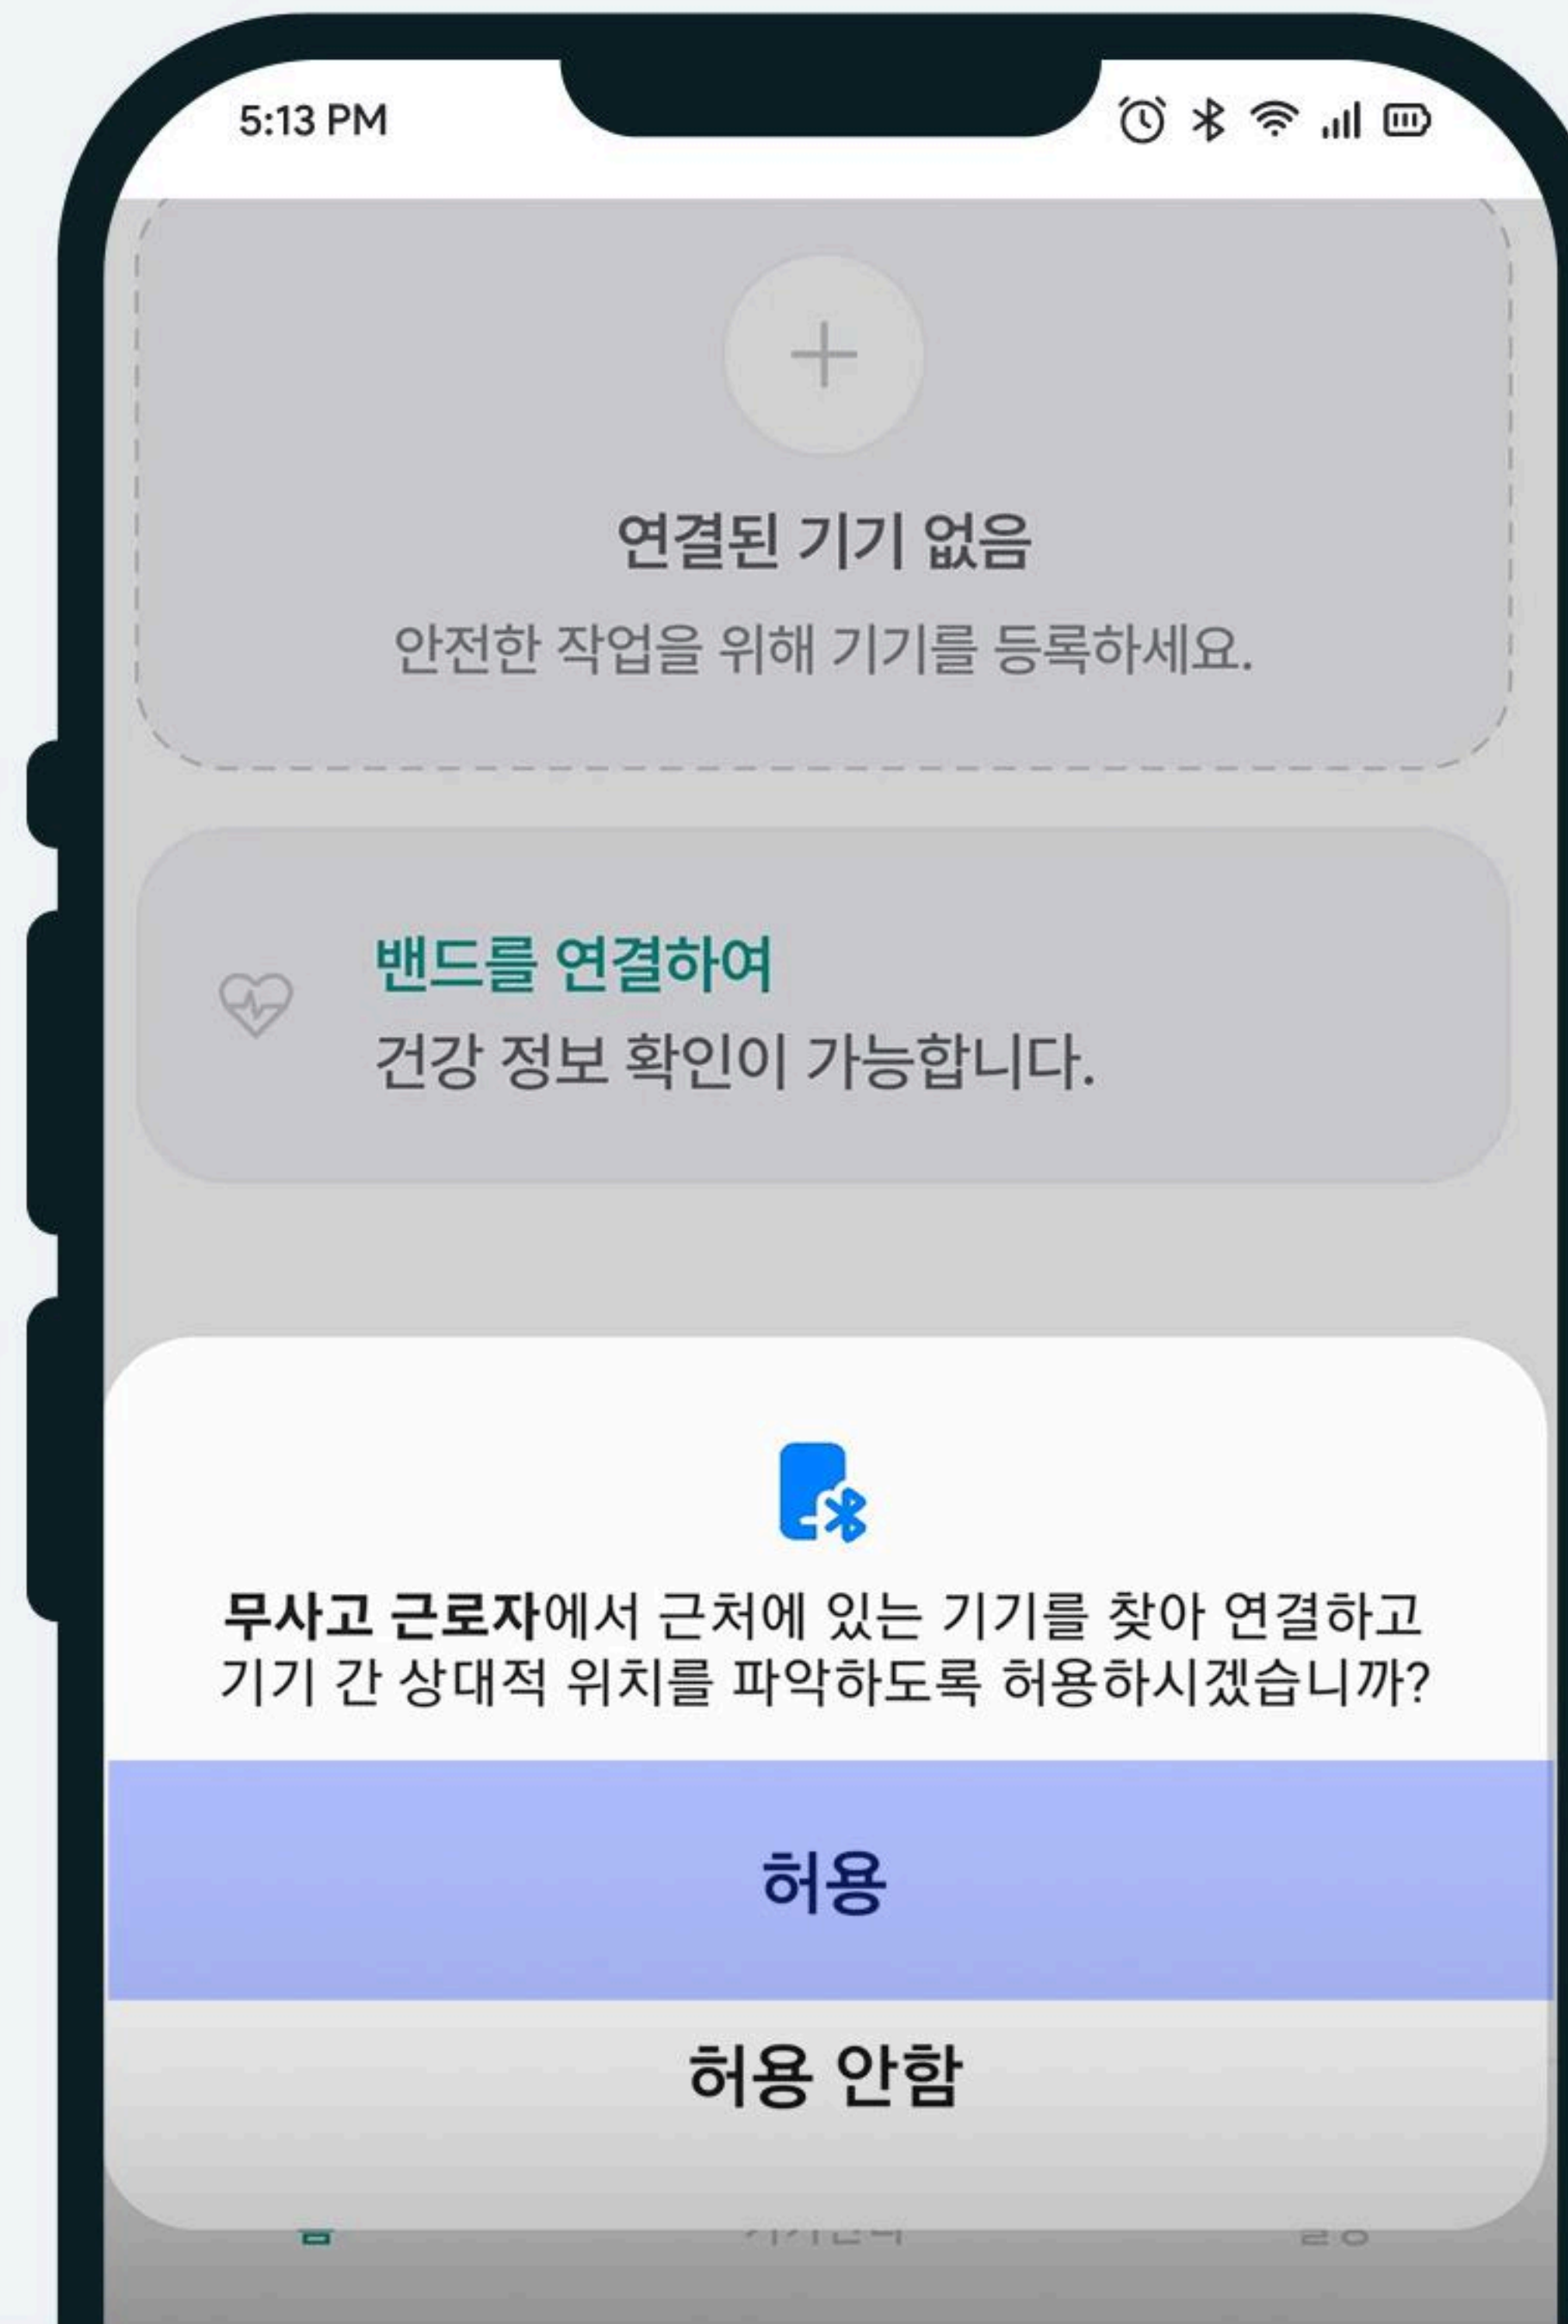 5:13 PM
연결된 기기 없음
안전한 작업을 위해 기기를 등록하세요.
밴드를 연결하여
건강 정보 확인이 가능합니다.
무사고 근로자에서 근처에 있는 기기를 찾아 연결하고
기기 간 상대적 위치를 파악하도록 허용하시겠습니까?
허용
허용 안함